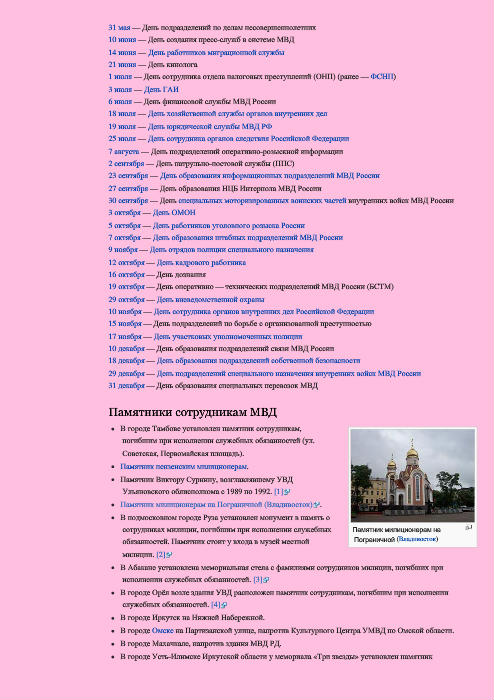 31 мая — День подразделений по делам несовершеннолетних
10 июня — День создания пресс-служб в системе МВД
14 июня — День работников миграционной службы
21 июня — День кинолога
1 июля — День сотрудника отдела налоговых преступлений (ОНП) (ранее — ФСНП)
3 июля — День ГАИ
6 июля — День финансовой службы МВД России
18 июля — День хозяйственной службы органов внутренних дел
19 июля — День юридической службы МВД РФ
25 июля — День сотрудника органов следствия Российской Федерации
7 августа — День подразделений оперативно-розыскной информации
2 сентября — День патрульно-постовой службы (ППС)
23 сентября — День образования информационных подразделений МВД России
27 сентября — День образования НЦБ Интерпола МВД России
30 сентября — День специальных моторизированных воинских частей внутренних войск МВД России
3 октября — День ОМОН
5 октября — День работников уголовного розыска России
7 октября — День образования штабных подразделений МВД России
9 ноября — День отрядов полиции специального назначения
12 октября — День кадрового работника
16 октября — День дознания
19 октября — День оперативно — технических подразделений МВД России (БСТМ)
29 октября — День вневедомственной охраны
10 ноября — День сотрудника органов внутренних дел Российской Федерации
15 ноября — День подразделений по борьбе с организованной преступностью
17 ноября — День участковых уполномоченных полиции
10 декабря — День образования подразделений связи МВД России
18 декабря — День образования подразделений собственной безопасности
29 декабря — День подразделений специального назначения внутренних войск МВД России
31 декабря — День образования специальных перевозок МВД
Памятники сотрудникам МВД
В городе Тамбове установлен памятник сотрудникам,
погибшим при исполнении служебных обязанностей (ул.
Советская, Первомайская площадь).
Памятник пензенским милиционерам.
Памятник Виктору Сурнину, возглавлявшему УВД
Ульяновского облисполкома с 1989 по 1992. [1]
Памятник милиционерам на Пограничной (Владивосток).
В подмосковном городе Руза установлен монумент в память о
сотрудниках милиции, погибшим при исполнении служебных
обязанностей. Памятник стоит у входа в музей местной
милиции. [2]
Памятник милиционерам на
Пограничной (Владивосток)
В Абакане установлена мемориальная стела с фамилиями сотрудников милиции, погибших при
исполнении служебных обязанностей. [3]
В городе Орёл возле здания УВД расположен памятник сотрудникам, погибшим при исполнении
служебных обязанностей. [4]
В городе Иркутск на Нижней Набережной.
В городе Омске на Партизанской улице, напротив Культурного Центра УМВД по Омской области.
В городе Махачкале, напротив здания МВД РД.
В городе Усть-Илимске Иркутской области у мемориала «Три звезды» установлен памятник